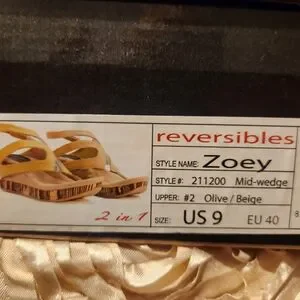 reversibles
STYLE NAME: Zoey
STYLE #: 211200 Mid-wedge
UPPER: #2 Olive / Beige
SIZE: US 9 EU 40
2 in 1